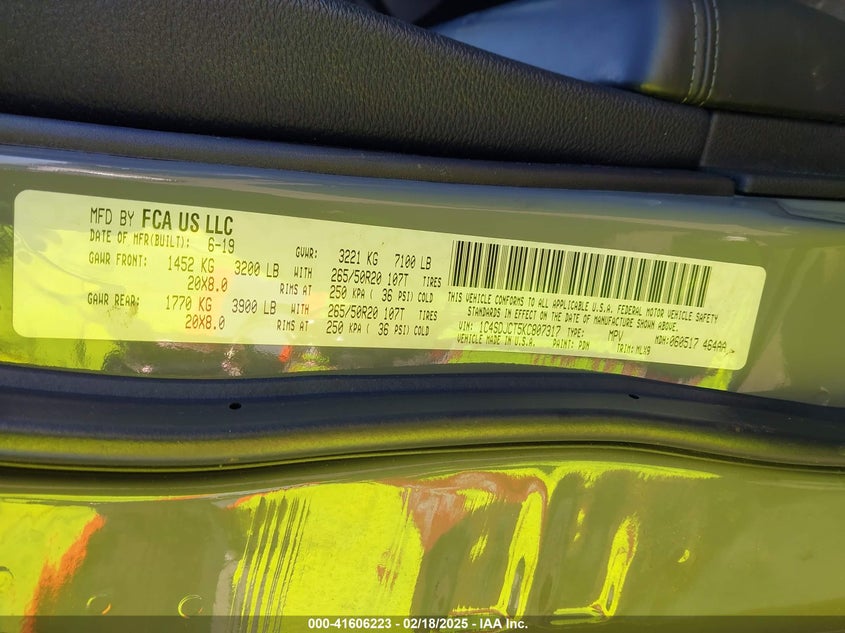 MFD BY FCA US LLC
DATE OF MFR(BUILT): 6-19 GVWR: 3221 KG 7100 LB
GAWR FRONT: 1452 KG 3200 LB WITH 265/50R20 107T TIRES
20X8.0 RIMS AT 250 KPA ( 36 PSI) COLD
GAWR REAR: 1770 KG 3900 LB WITH 265/50R20 107T TIRES
20X8.0 RIMS AT 250 KPA ( 36 PSI) COLD
THIS VEHICLE CONFORMS TO ALL APPLICABLE U.S.A. FEDERAL MOTOR VEHICLE SAFETY
STANDARDS IN EFFECT ON THE DATE OF MANUFACTURE SHOWN ABOVE.
VIN: 1C4SDJCT5KC807317 TYPE: MPV MDH: 060517 464AA
VEHICLE MADE IN U.S.A. PAINT: PDN TRIM: MLX9
000-41606223 — 02/18/2025 — IAA Inc.